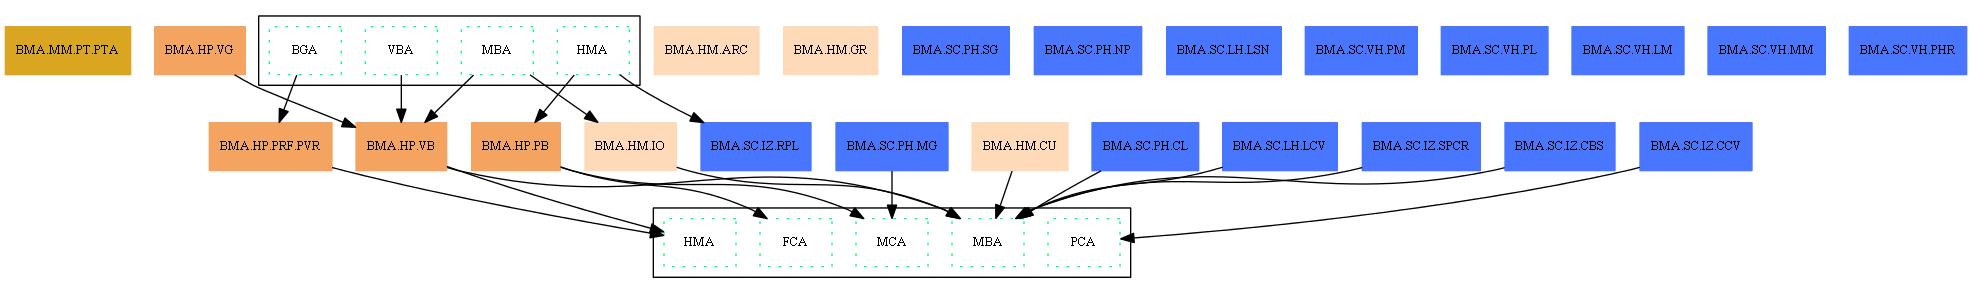 BMA.MM.PT.PTA
BMA.HP.VG
BGA
VBA
MBA
HMA
BMA.HM.ARC
BMA.HM.GR
BMA.SC.PH.SG
BMA.SC.PH.NP
BMA.SC.LH.LSN
BMA.SC.VH.PM
BMA.SC.VH.PL
BMA.SC.VH.LM
BMA.SC.VH.MM
BMA.SC.VH.PHR
BMA.HP.PRF.PVR
BMA.HP.VB
BMA.HP.PB
BMA.HM.IO
BMA.SC.IZ.RPL
BMA.SC.PH.MG
BMA.HM.CU
BMA.SC.PH.CL
BMA.SC.LH.LCV
BMA.SC.IZ.SPCR
BMA.SC.IZ.CBS
BMA.SC.IZ.CCV
HMA
FCA
MCA
MBA
PCA